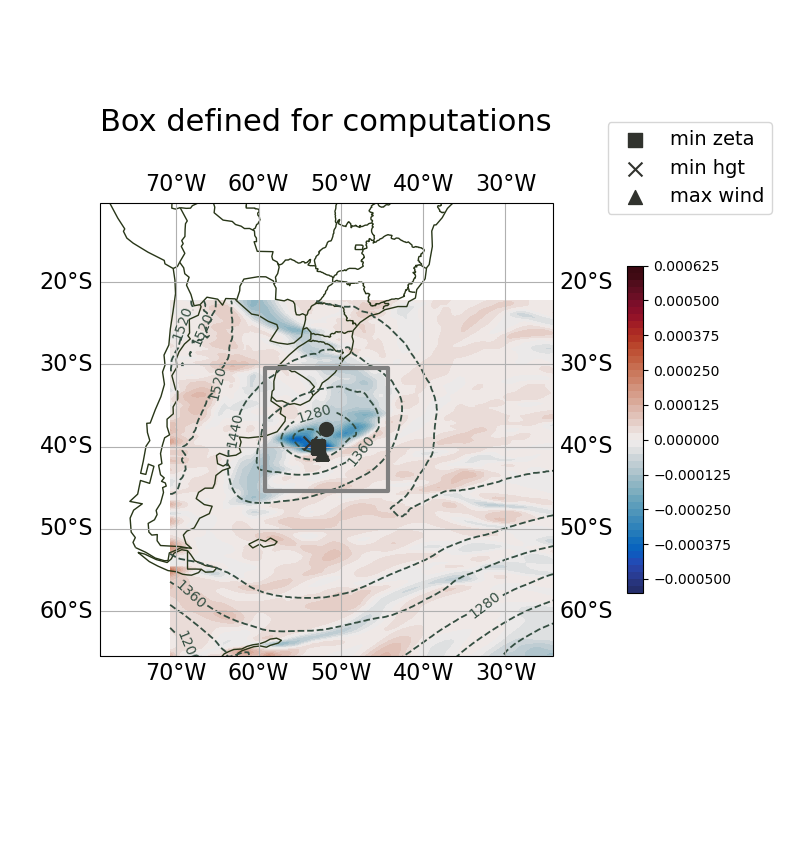 Box defined for computations
min zeta
min hgt
max wind
70°W 60°W 50°W 40°W 30°W
20°S 20°S
30°S 30°S
40°S 40°S
50°S 50°S
60°S 60°S
70°W 60°W 50°W 40°W 30°W
1520
1520
1520
1440
1280
1360
1360
1280
120
0.000625
0.000500
0.000375
0.000250
0.000125
0.000000
−0.000125
−0.000250
−0.000375
−0.000500